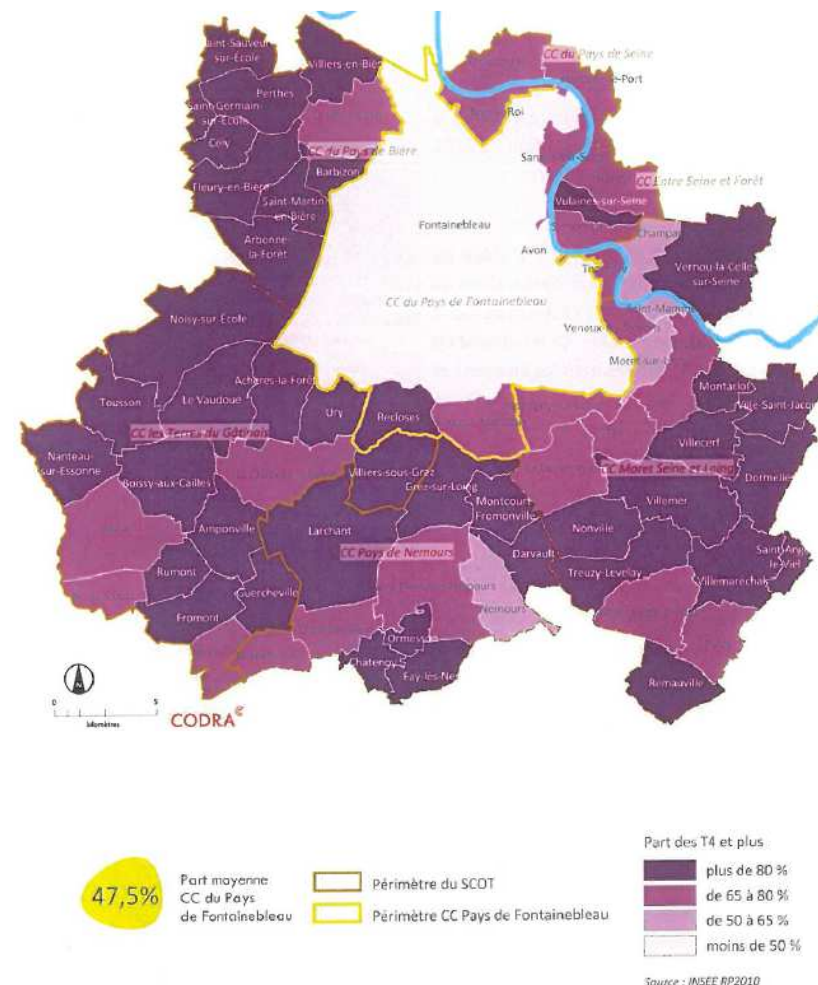 Saint-Sauveur-
sur-École
Villiers-en-Bière
CC du Pays de Seine
Perthes
Saint-Germain-
sur-École
Cély
CC du Pays de Bière
Barbizon
Fleury-en-Bière
Saint-Martin
en-Bière
CC Entre Seine et Forêt
Vulaines-sur-Seine
Fontainebleau
Arbonne-
la-Forêt
Avon
Vernou-la-Celle
sur-Seine
CC du Pays de Fontainebleau
Noisy-sur-École
Saint-Mammès
Moret-sur-Loing
Achères-la-Forêt
Le Vaudoué
Ury
Recloses
Tousson
Montarlot
Ville-Saint-Jacques
CC les Terres du Gâtinais
Villecerf
Nanteau-
sur-Essonne
Boissy-aux-Cailles
Villiers-sous-Grez
Grez-sur-Loing
CC Moret Seine et Loing
Dormelles
Montcourt
Fromonville
Villemer
Amponville
Larchant
Nonville
CC Pays de Nemours
Darvault
Rumont
Treuzy-Levelay
Saint-Ange
le-Viel
Villemaréchal
Guercheville
Nemours
Fromont
Ormesson
Châtenoy
Fay-lès-Ne
Remauville
N
0 5
kilomètres
CODRA
47,5%
Part moyenne
CC du Pays
de Fontainebleau
Périmètre du SCOT
Périmètre CC Pays de Fontainebleau
Part des T4 et plus
plus de 80 %
de 65 à 80 %
de 50 à 65 %
moins de 50 %
Source : INSEE RP2010